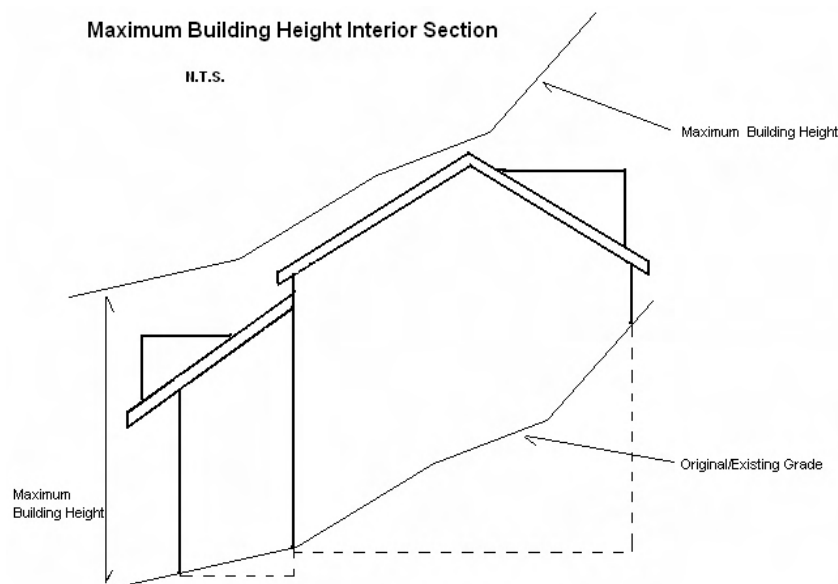 Maximum Building Height Interior Section
N.T.S.
Maximum Building Height
Original/Existing Grade
Maximum
Building Height